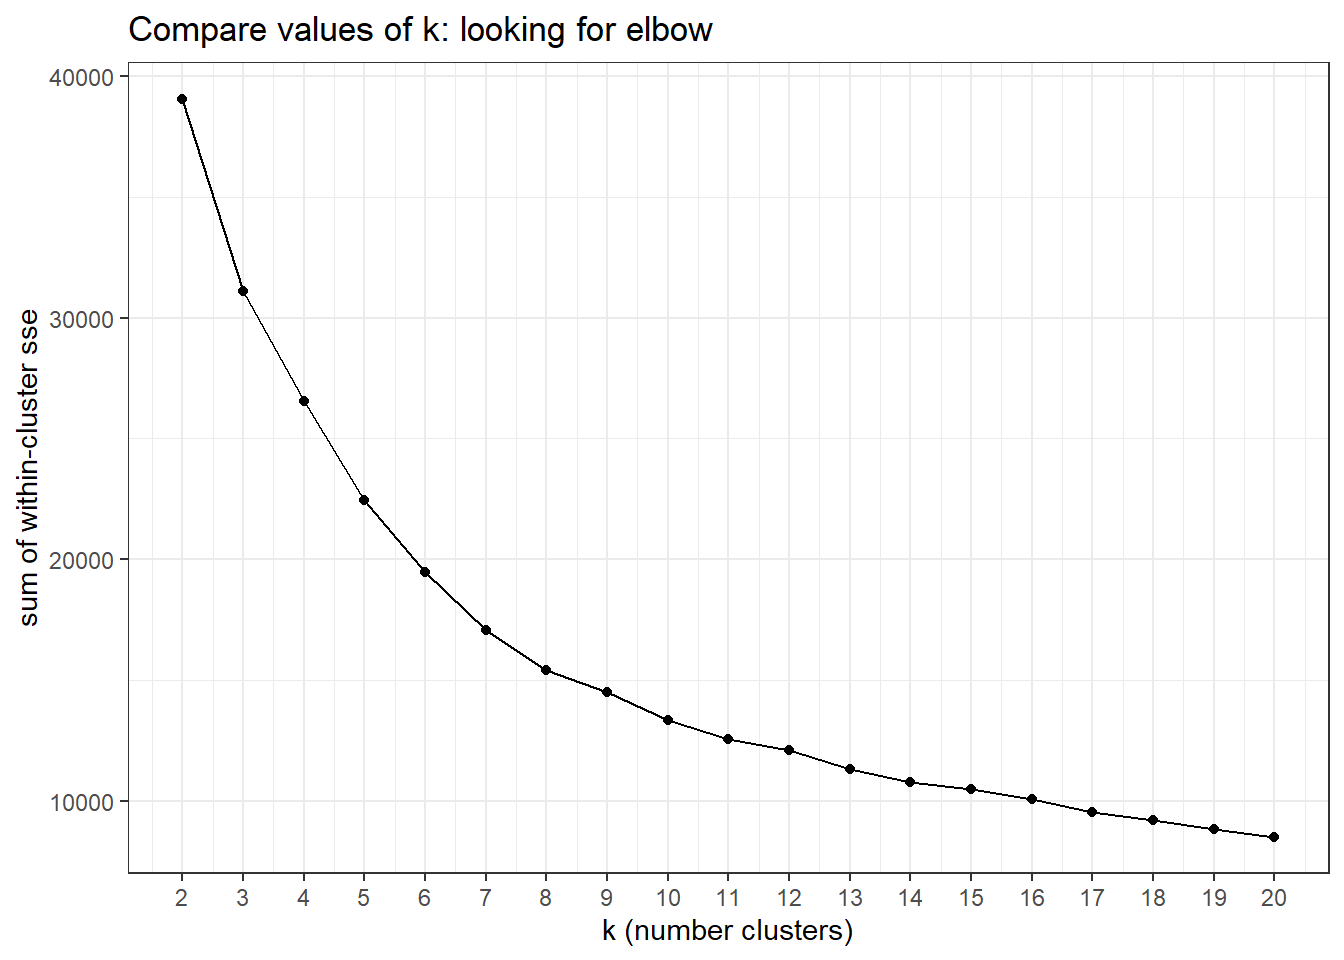 Compare values of k: looking for elbow
40000
30000
20000
10000
sum of within-cluster sse
2 3 4 5 6 7 8 9 10 11 12 13 14 15 16 17 18 19 20
k (number clusters)